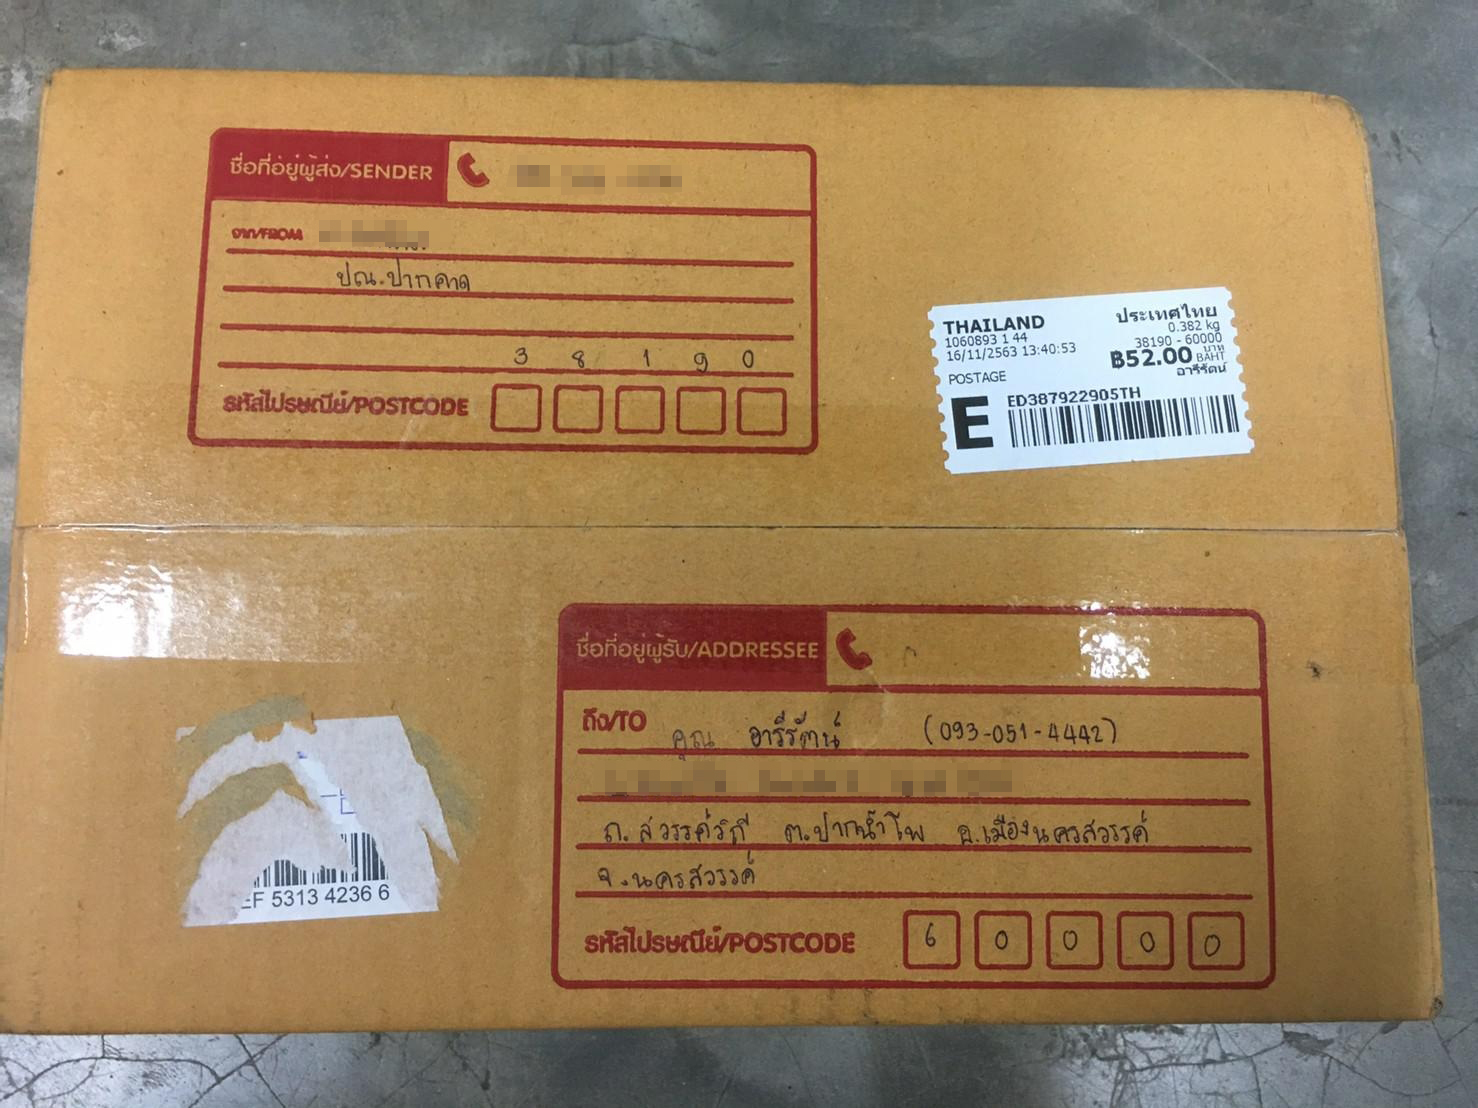 ชื่อที่อยู่ผู้ส่ง/SENDER
จาก/FROM
ปณ.ปากคาด
3 8 1 9 0
รหัสไปรษณีย์/POSTCODE
THAILAND ประเทศไทย
1060893 1 44 0.382 kg
16/11/2563 13:40:53 38190 - 60000
฿52.00 บาท BAHT
POSTAGE อารีรัตน์
E ED387922905TH
ชื่อที่อยู่ผู้รับ/ADDRESSEE
ถึง/TO คุณ อารีรัตน์ (093-051-4442)
ถ.สวรรค์วิถี ต.ปากน้ำโพ อ.เมืองนครสวรรค์
จ.นครสวรรค์
รหัสไปรษณีย์/POSTCODE 6 0 0 0 0
EF 5313 4236 6